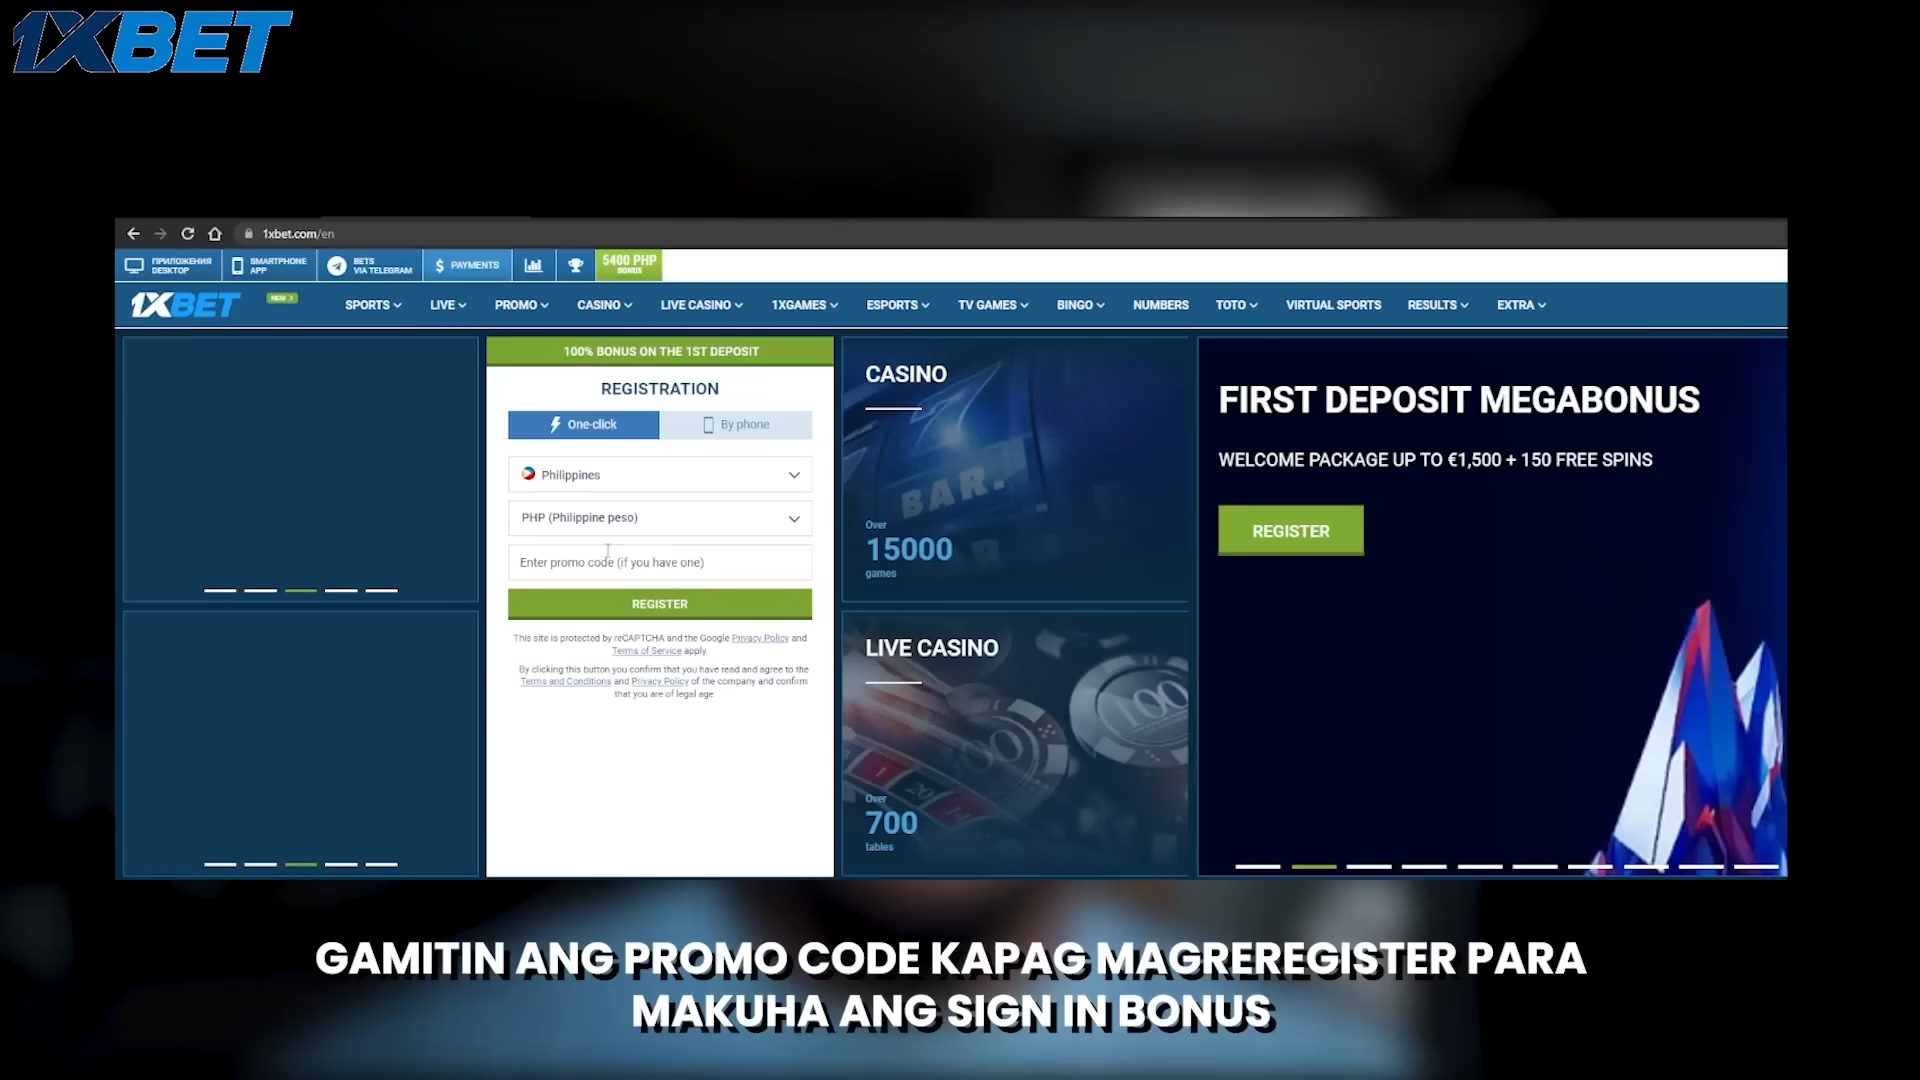 1XBET
1xbet.com/en
ПРИЛОЖЕНИЯ
DESKTOP
SMARTPHONE
APP
BETS
VIA TELEGRAM
$ PAYMENTS
5400 PHP
BONUS
1XBET
NEW >
SPORTS LIVE PROMO CASINO LIVE CASINO 1XGAMES ESPORTS TV GAMES BINGO NUMBERS TOTO VIRTUAL SPORTS RESULTS EXTRA
100% BONUS ON THE 1ST DEPOSIT
REGISTRATION
One-click By phone
Philippines
PHP (Philippine peso)
Enter promo code (if you have one)
REGISTER
This site is protected by reCAPTCHA and the Google Privacy Policy and
Terms of Service apply.
By clicking this button you confirm that you have read and agree to the
Terms and Conditions and Privacy Policy of the company and confirm
that you are of legal age
CASINO
BAR.
Over
15000
games
LIVE CASINO
100
1
20
14
Over
700
tables
FIRST DEPOSIT MEGABONUS
WELCOME PACKAGE UP TO €1,500 + 150 FREE SPINS
REGISTER
GAMITIN ANG PROMO CODE KAPAG MAGREREGISTER PARA
MAKUHA ANG SIGN IN BONUS